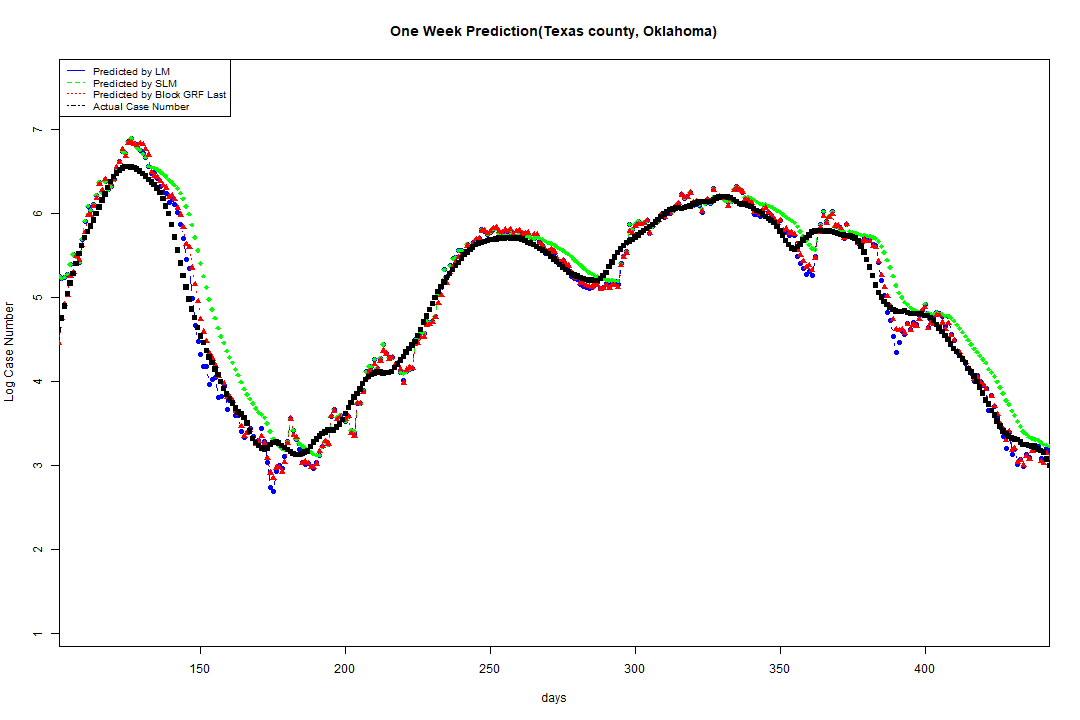 One Week Prediction(Texas county, Oklahoma)
Predicted by LM
Predicted by SLM
Predicted by Block GRF Last
Actual Case Number
Log Case Number
7
6
5
4
3
2
1
150 200 250 300 350 400
days